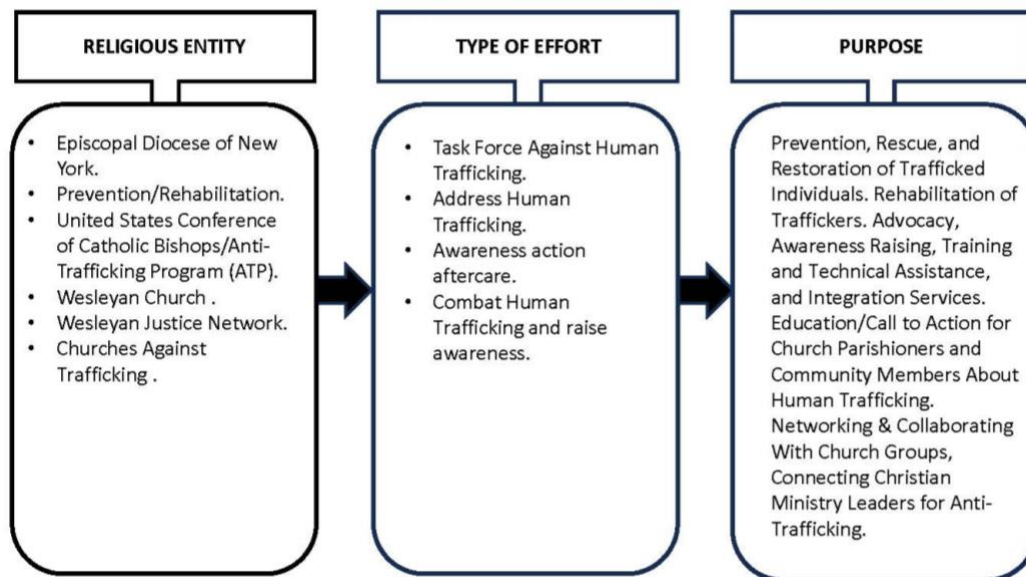 RELIGIOUS ENTITY
• Episcopal Diocese of New
York.
• Prevention/Rehabilitation.
• United States Conference
of Catholic Bishops/Anti-
Trafficking Program (ATP).
• Wesleyan Church .
• Wesleyan Justice Network.
• Churches Against
Trafficking .
TYPE OF EFFORT
• Task Force Against Human
Trafficking.
• Address Human
Trafficking.
• Awareness action
aftercare.
• Combat Human
Trafficking and raise
awareness.
PURPOSE
Prevention, Rescue, and
Restoration of Trafficked
Individuals. Rehabilitation of
Traffickers. Advocacy,
Awareness Raising, Training
and Technical Assistance,
and Integration Services.
Education/Call to Action for
Church Parishioners and
Community Members About
Human Trafficking.
Networking & Collaborating
With Church Groups,
Connecting Christian
Ministry Leaders for Anti-
Trafficking.